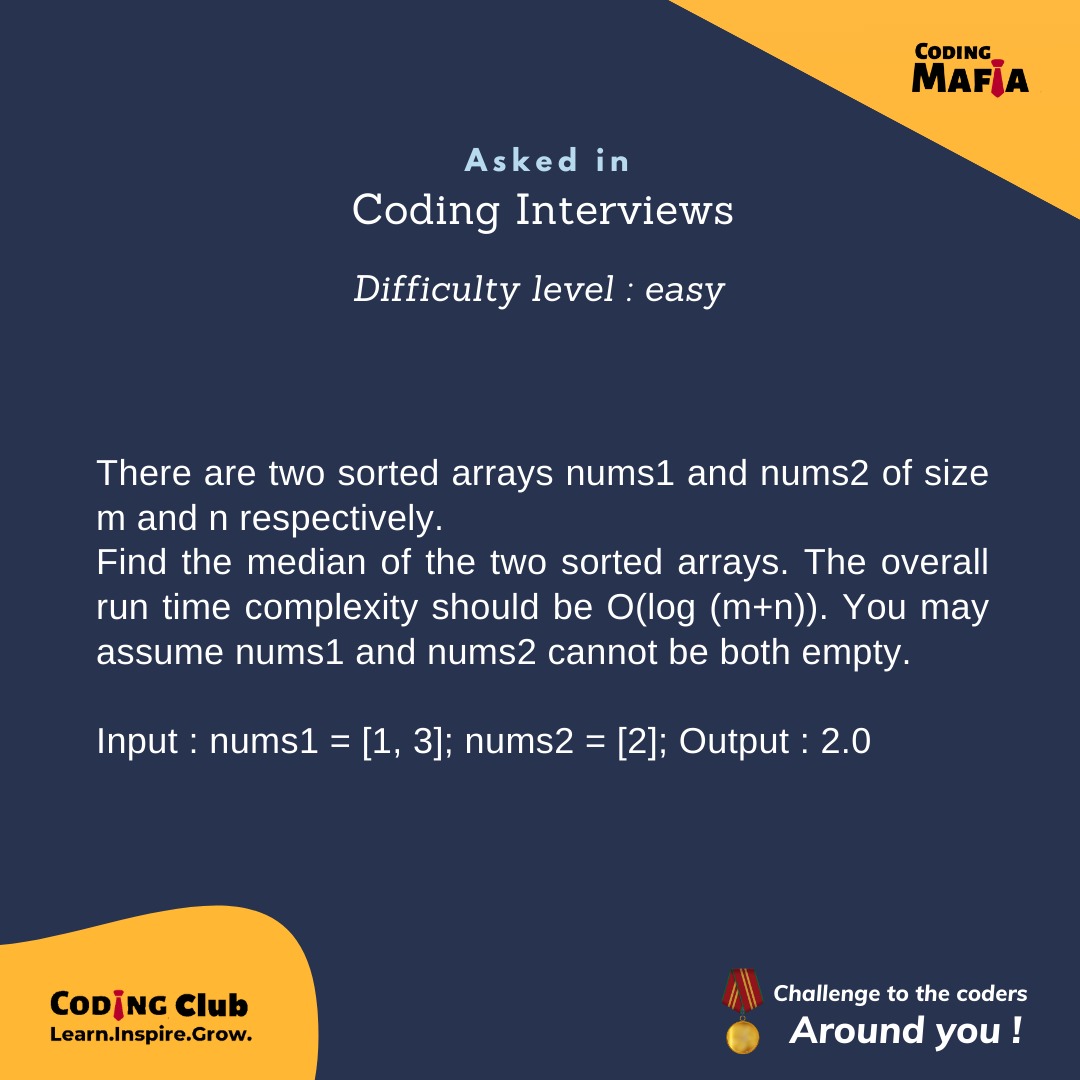 CODING
MAFIA
Asked in
Coding Interviews
Difficulty level : easy
There are two sorted arrays nums1 and nums2 of size
m and n respectively.
Find the median of the two sorted arrays. The overall
run time complexity should be O(log (m+n)). You may
assume nums1 and nums2 cannot be both empty.
Input : nums1 = [1, 3]; nums2 = [2]; Output : 2.0
CODING Club
Learn.Inspire.Grow.
Challenge to the coders
Around you !